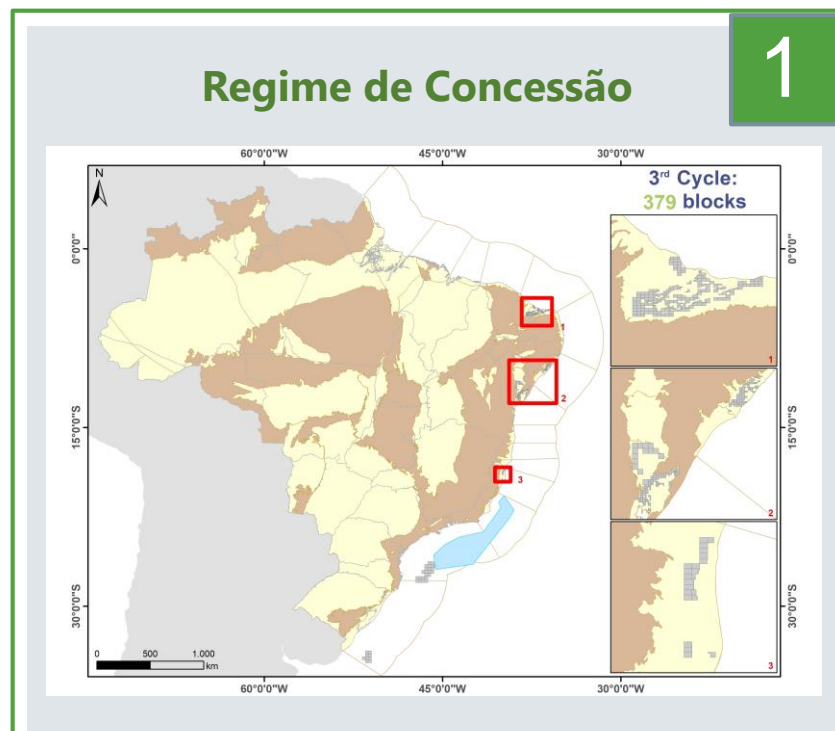 Regime de Concessão
1
60°0'0"W
45°0'0"W
30°0'0"W
N
3rd Cycle:
379 blocks
0°0'0"
0°0'0"
1
1
2
15°0'0"S
15°0'0"S
3
2
30°0'0"S
30°0'0"S
0 500 1.000
km
3
60°0'0"W
45°0'0"W
30°0'0"W